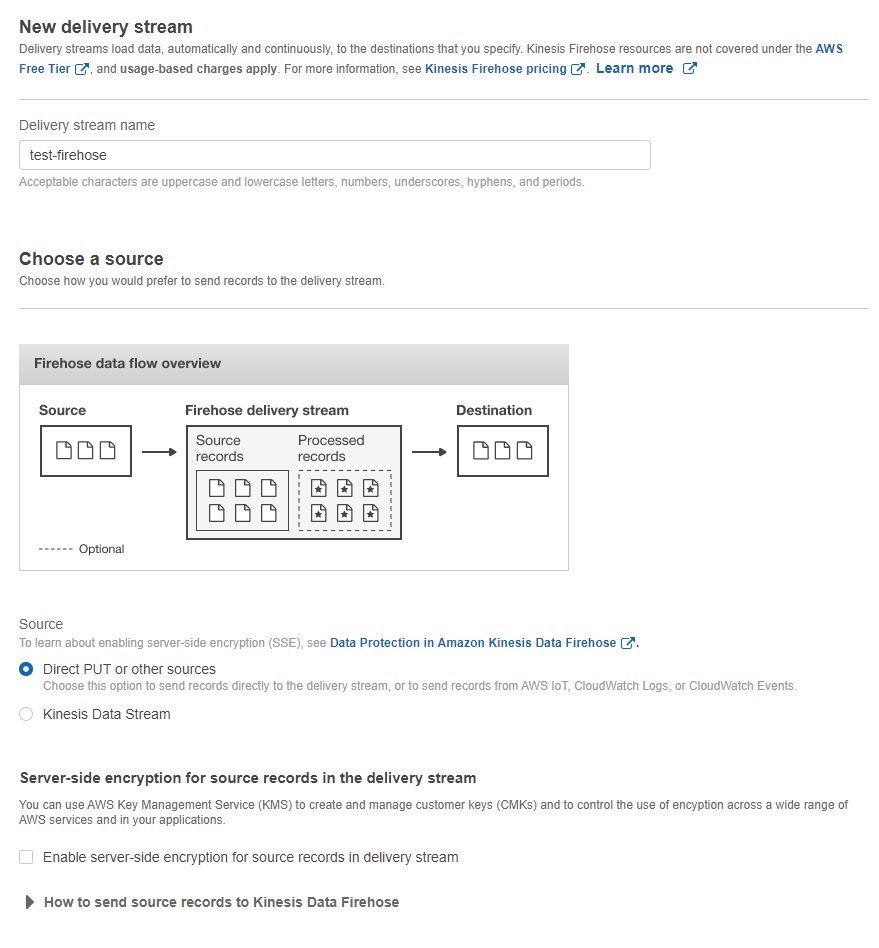 New delivery stream
Delivery streams load data, automatically and continuously, to the destinations that you specify. Kinesis Firehose resources are not covered under the AWS
Free Tier , and usage-based charges apply. For more information, see Kinesis Firehose pricing . Learn more
Delivery stream name
test-firehose
Acceptable characters are uppercase and lowercase letters, numbers, underscores, hyphens, and periods.
Choose a source
Choose how you would prefer to send records to the delivery stream.
Firehose data flow overview
Source Firehose delivery stream Destination
Source Processed
records records
Optional
Source
To learn about enabling server-side encryption (SSE), see Data Protection in Amazon Kinesis Data Firehose .
Direct PUT or other sources
Choose this option to send records directly to the delivery stream, or to send records from AWS IoT, CloudWatch Logs, or CloudWatch Events.
Kinesis Data Stream
Server-side encryption for source records in the delivery stream
You can use AWS Key Management Service (KMS) to create and manage customer keys (CMKs) and to control the use of encyption across a wide range of
AWS services and in your applications.
Enable server-side encryption for source records in delivery stream
How to send source records to Kinesis Data Firehose